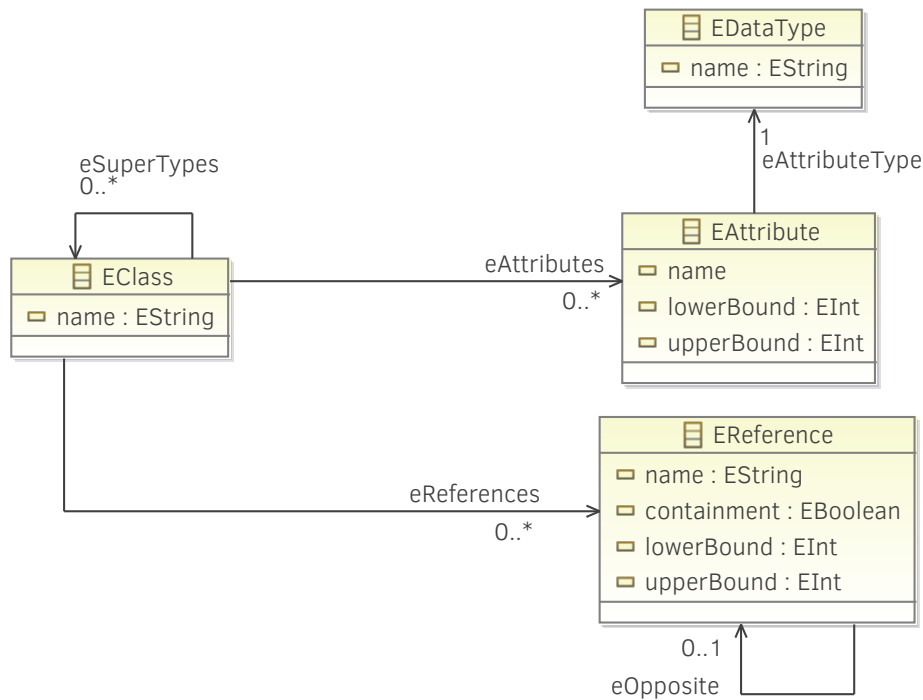 EDataType
name : EString
1
eAttributeType
eSuperTypes
0..*
EClass
name : EString
eAttributes
0..*
EAttribute
name
lowerBound : EInt
upperBound : EInt
eReferences
0..*
EReference
name : EString
containment : EBoolean
lowerBound : EInt
upperBound : EInt
0..1
eOpposite